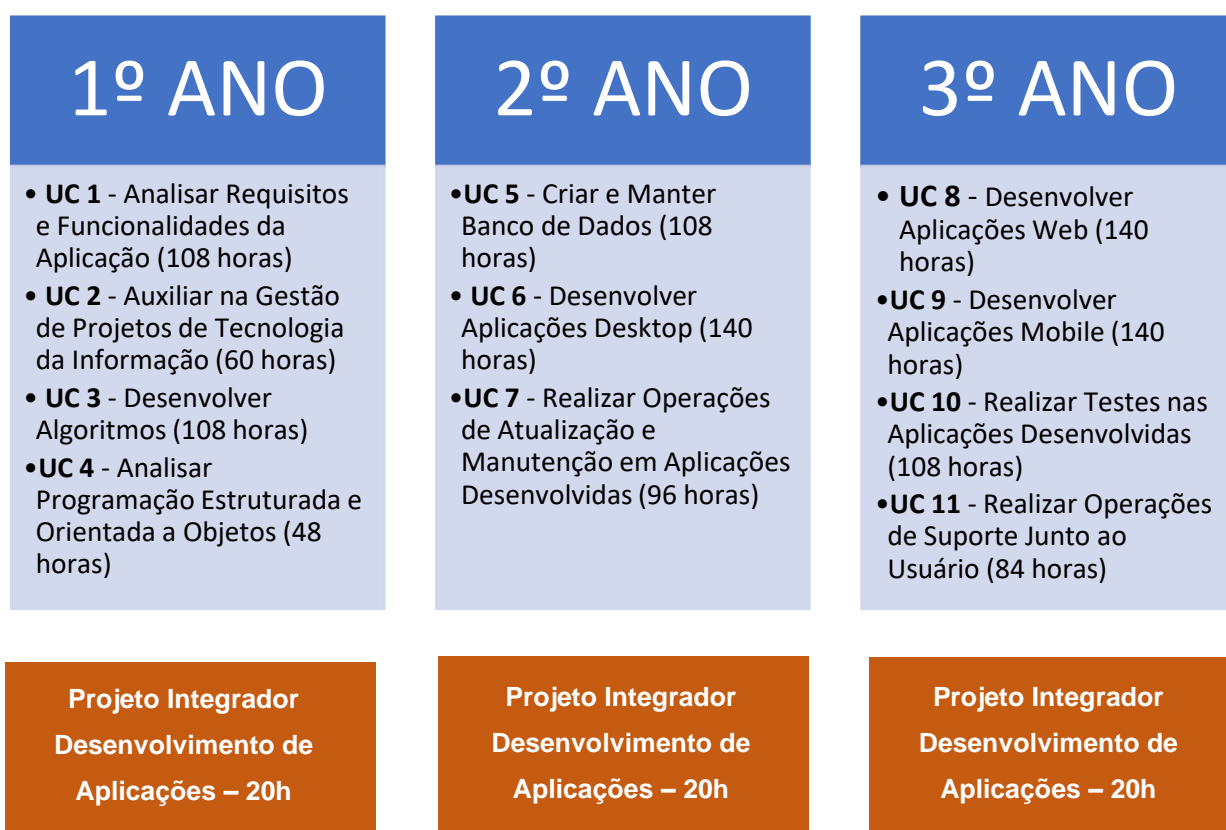 1º ANO
• UC 1 - Analisar Requisitos
e Funcionalidades da
Aplicação (108 horas)
• UC 2 - Auxiliar na Gestão
de Projetos de Tecnologia
da Informação (60 horas)
• UC 3 - Desenvolver
Algoritmos (108 horas)
•UC 4 - Analisar
Programação Estruturada e
Orientada a Objetos (48
horas)
Projeto Integrador
Desenvolvimento de
Aplicações – 20h
2º ANO
•UC 5 - Criar e Manter
Banco de Dados (108
horas)
• UC 6 - Desenvolver
Aplicações Desktop (140
horas)
•UC 7 - Realizar Operações
de Atualização e
Manutenção em Aplicações
Desenvolvidas (96 horas)
Projeto Integrador
Desenvolvimento de
Aplicações – 20h
3º ANO
• UC 8 - Desenvolver
Aplicações Web (140
horas)
•UC 9 - Desenvolver
Aplicações Mobile (140
horas)
•UC 10 - Realizar Testes nas
Aplicações Desenvolvidas
(108 horas)
•UC 11 - Realizar Operações
de Suporte Junto ao
Usuário (84 horas)
Projeto Integrador
Desenvolvimento de
Aplicações – 20h